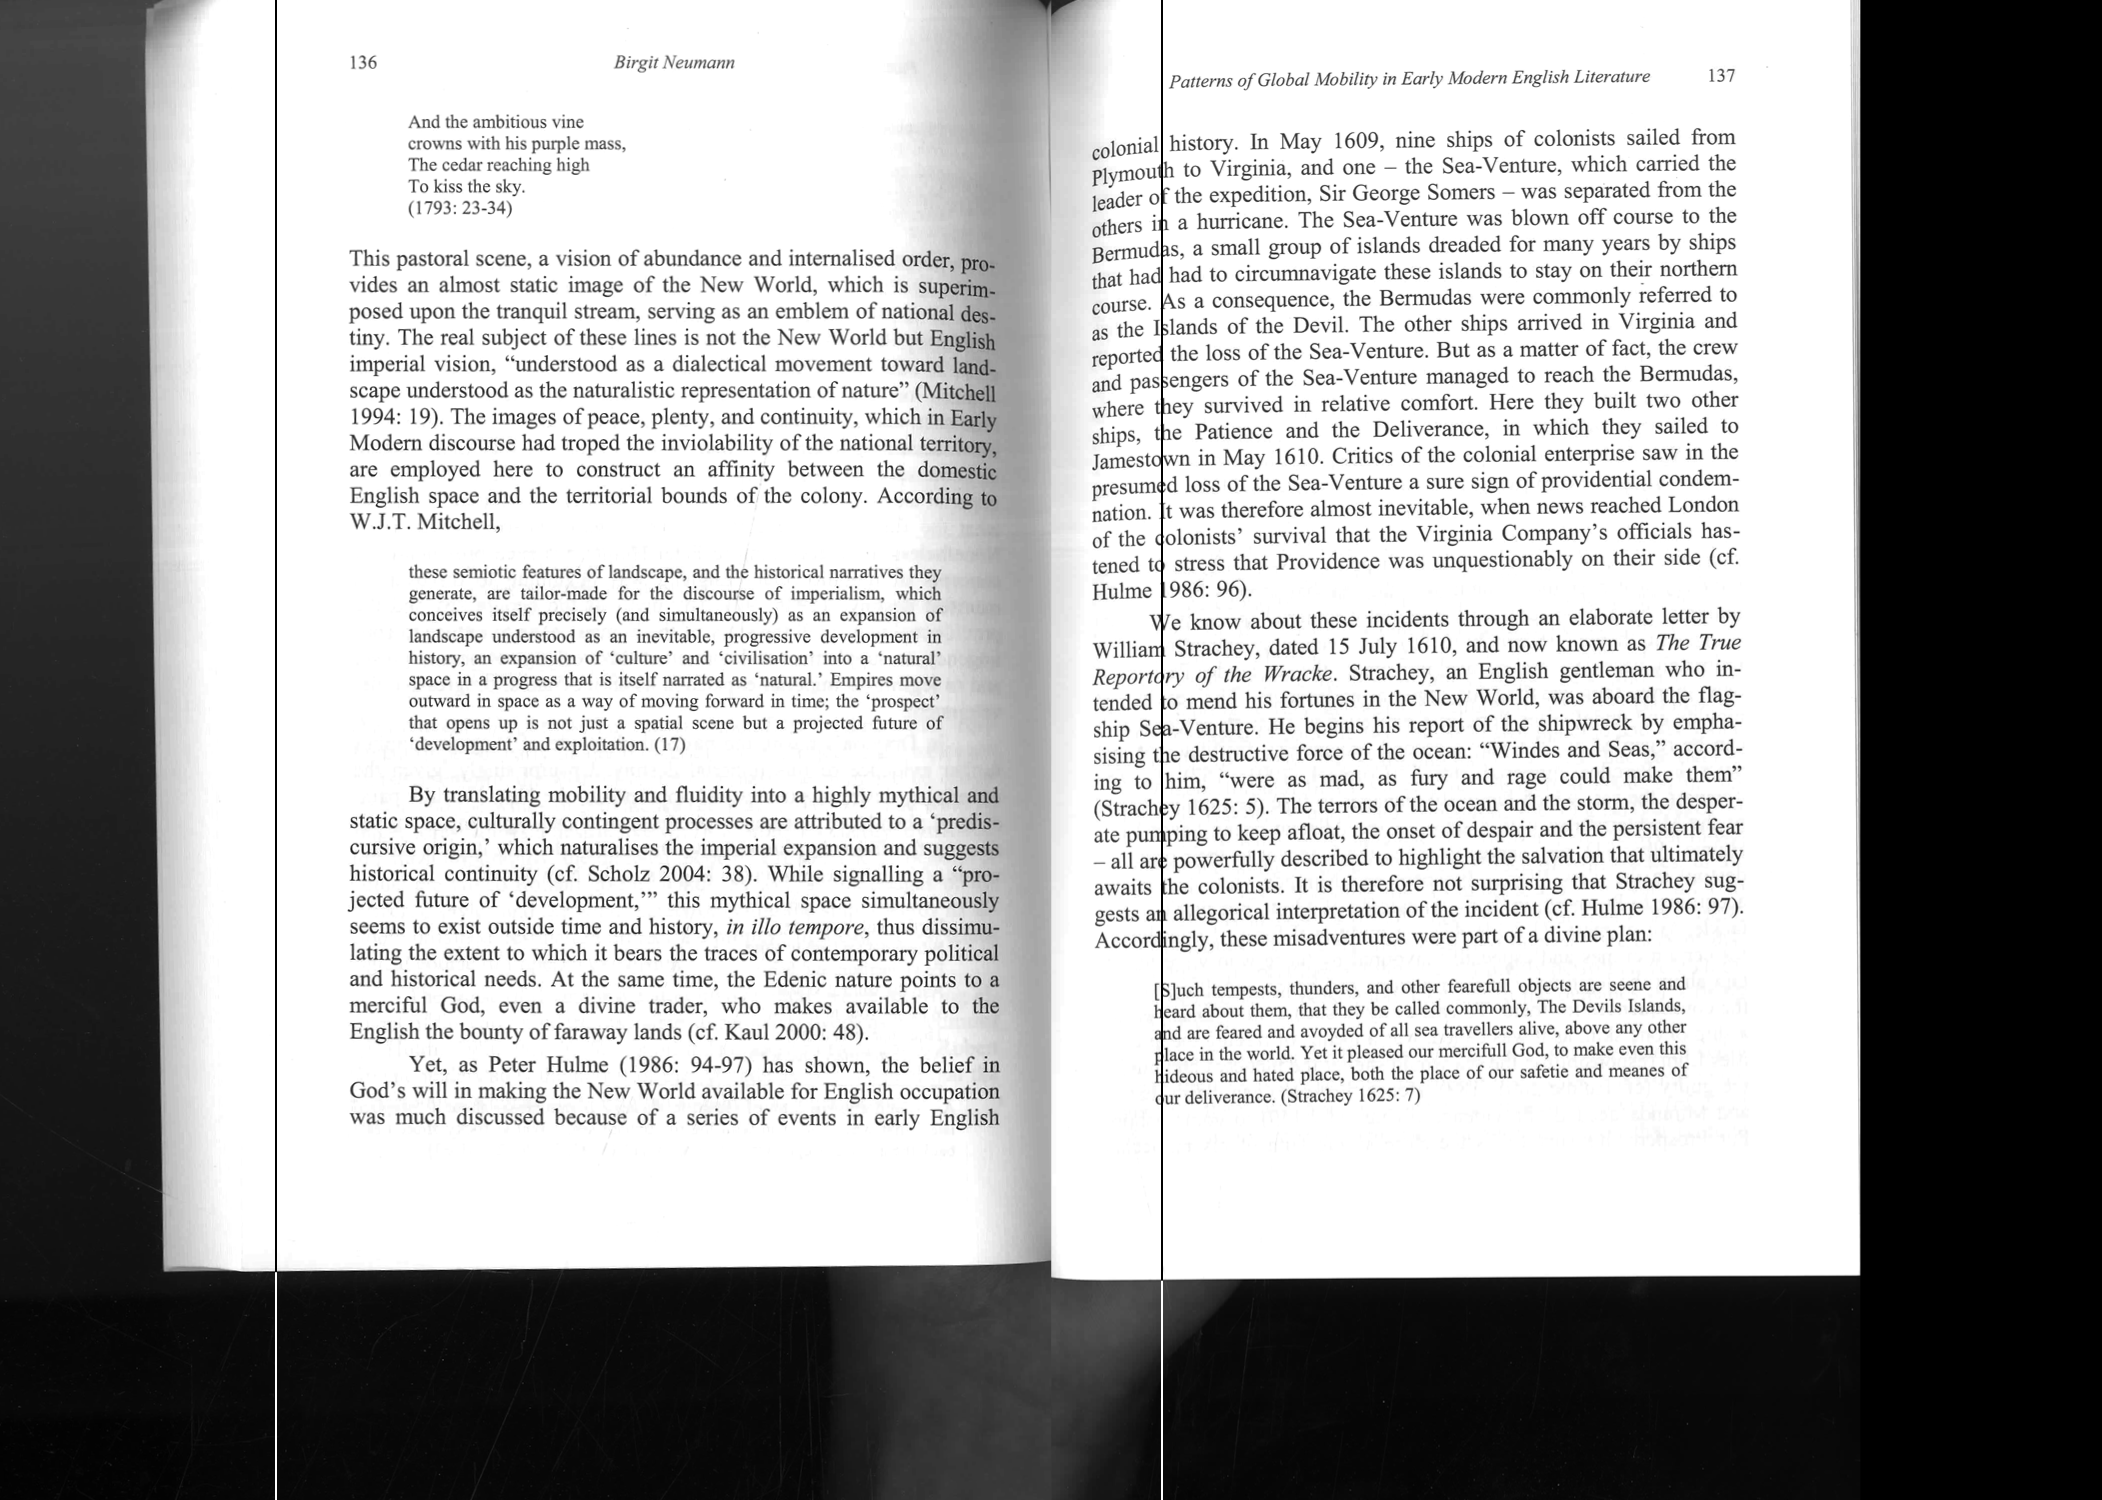 136
Birgit Neumann
And the ambitious vine
crowns with his purple mass,
The cedar reaching high
To kiss the sky.
(1793: 23-34)
This pastoral scene, a vision of abundance and internalised order, pro-
vides an almost static image of the New World, which is superim-
posed upon the tranquil stream, serving as an emblem of national des-
tiny. The real subject of these lines is not the New World but English
imperial vision, “understood as a dialectical movement toward land-
scape understood as the naturalistic representation of nature” (Mitchell
1994: 19). The images of peace, plenty, and continuity, which in Early
Modern discourse had troped the inviolability of the national territory,
are employed here to construct an affinity between the domestic
English space and the territorial bounds of the colony. According to
W.J.T. Mitchell,
these semiotic features of landscape, and the historical narratives they
generate, are tailor-made for the discourse of imperialism, which
conceives itself precisely (and simultaneously) as an expansion of
landscape understood as an inevitable, progressive development in
history, an expansion of ‘culture’ and ‘civilisation’ into a ‘natural’
space in a progress that is itself narrated as ‘natural.’ Empires move
outward in space as a way of moving forward in time; the ‘prospect’
that opens up is not just a spatial scene but a projected future of
‘development’ and exploitation. (17)
By translating mobility and fluidity into a highly mythical and
static space, culturally contingent processes are attributed to a ‘predis-
cursive origin,’ which naturalises the imperial expansion and suggests
historical continuity (cf. Scholz 2004: 38). While signalling a “pro-
jected future of ‘development,’” this mythical space simultaneously
seems to exist outside time and history, in illo tempore, thus dissimu-
lating the extent to which it bears the traces of contemporary political
and historical needs. At the same time, the Edenic nature points to a
merciful God, even a divine trader, who makes available to the
English the bounty of faraway lands (cf. Kaul 2000: 48).
Yet, as Peter Hulme (1986: 94-97) has shown, the belief in
God’s will in making the New World available for English occupation
was much discussed because of a series of events in early English
Patterns of Global Mobility in Early Modern English Literature
137
colonial history. In May 1609, nine ships of colonists sailed from
Plymouth to Virginia, and one – the Sea-Venture, which carried the
leader of the expedition, Sir George Somers – was separated from the
others in a hurricane. The Sea-Venture was blown off course to the
Bermudas, a small group of islands dreaded for many years by ships
that had had to circumnavigate these islands to stay on their northern
course. As a consequence, the Bermudas were commonly referred to
as the Islands of the Devil. The other ships arrived in Virginia and
reported the loss of the Sea-Venture. But as a matter of fact, the crew
and passengers of the Sea-Venture managed to reach the Bermudas,
where they survived in relative comfort. Here they built two other
ships, the Patience and the Deliverance, in which they sailed to
Jamestown in May 1610. Critics of the colonial enterprise saw in the
presumed loss of the Sea-Venture a sure sign of providential condem-
nation. It was therefore almost inevitable, when news reached London
of the colonists’ survival that the Virginia Company’s officials has-
tened to stress that Providence was unquestionably on their side (cf.
Hulme 1986: 96).
We know about these incidents through an elaborate letter by
William Strachey, dated 15 July 1610, and now known as The True
Reportory of the Wracke. Strachey, an English gentleman who in-
tended to mend his fortunes in the New World, was aboard the flag-
ship Sea-Venture. He begins his report of the shipwreck by empha-
sising the destructive force of the ocean: “Windes and Seas,” accord-
ing to him, “were as mad, as fury and rage could make them”
(Strachey 1625: 5). The terrors of the ocean and the storm, the desper-
ate pumping to keep afloat, the onset of despair and the persistent fear
– all are powerfully described to highlight the salvation that ultimately
awaits the colonists. It is therefore not surprising that Strachey sug-
gests an allegorical interpretation of the incident (cf. Hulme 1986: 97).
Accordingly, these misadventures were part of a divine plan:
[S]uch tempests, thunders, and other fearefull objects are seene and
heard about them, that they be called commonly, The Devils Islands,
and are feared and avoyded of all sea travellers alive, above any other
place in the world. Yet it pleased our mercifull God, to make even this
hideous and hated place, both the place of our safetie and meanes of
our deliverance. (Strachey 1625: 7)